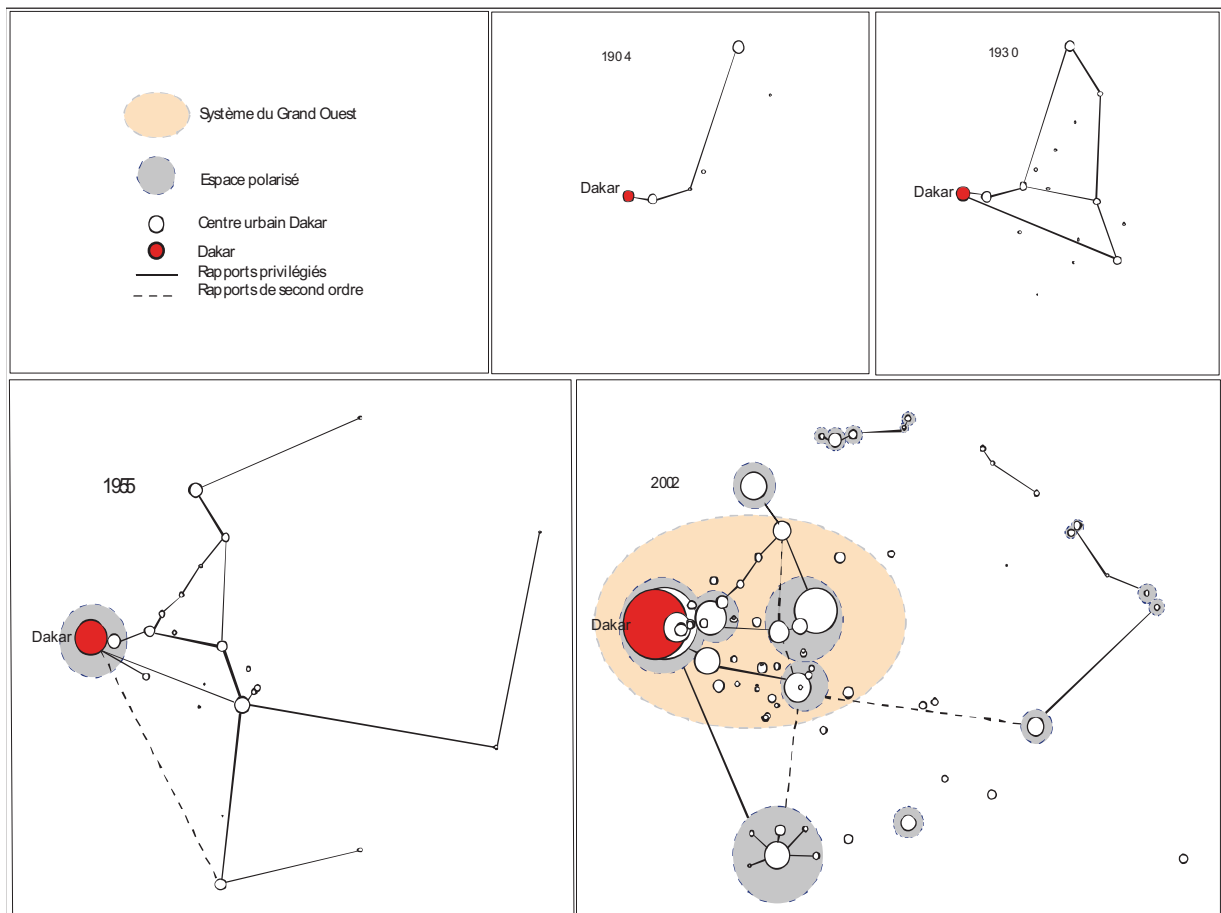 Système du Grand Ouest
Espace polarisé
Centre urbain Dakar
Dakar
Rapports privilégiés
Rapports de second ordre
1904
Dakar
1930
Dakar
1955
Dakar
2002
Dakar